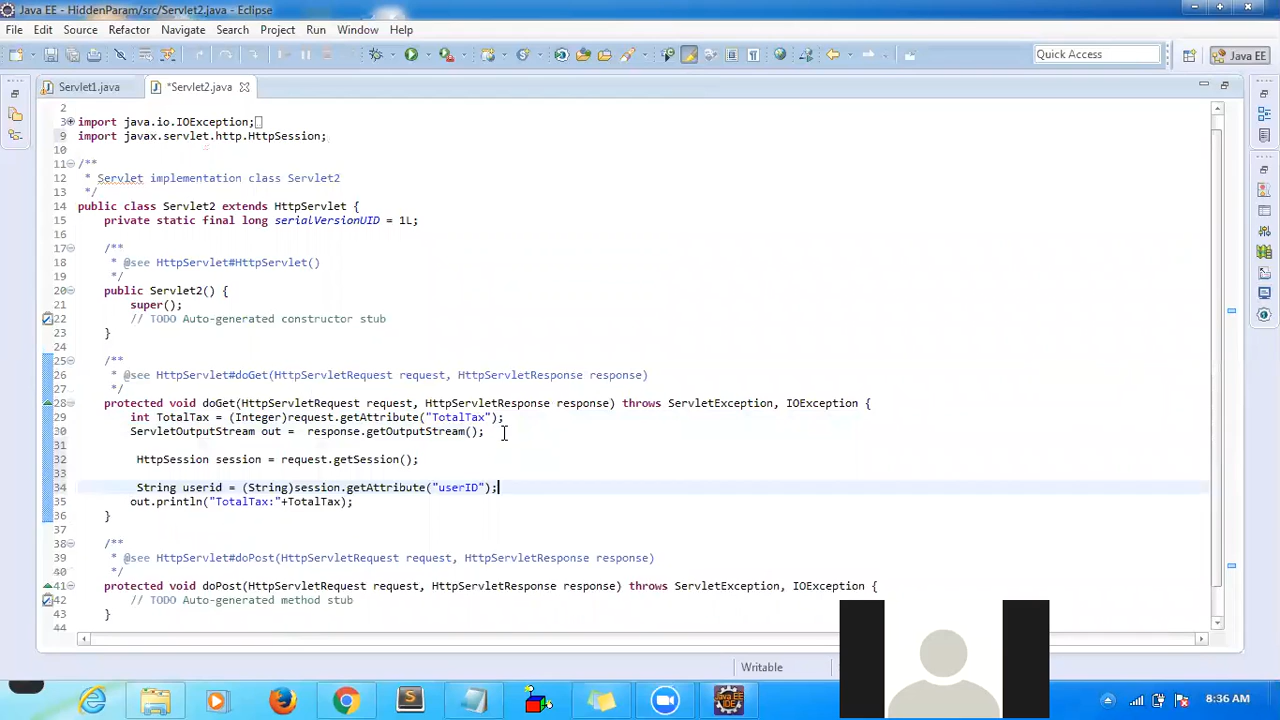 Java EE - HiddenParam/src/Servlet2.java - Eclipse
File Edit Source Refactor Navigate Search Project Run Window Help
Quick Access
Java EE
Servlet1.java
*Servlet2.java
2
3 import java.io.IOException;
9 import javax.servlet.http.HttpSession;
10
11 /**
12 * Servlet implementation class Servlet2
13 */
14 public class Servlet2 extends HttpServlet {
15 private static final long serialVersionUID = 1L;
16
17 /**
18 * @see HttpServlet#HttpServlet()
19 */
20 public Servlet2() {
21 super();
22 // TODO Auto-generated constructor stub
23 }
24
25 /**
26 * @see HttpServlet#doGet(HttpServletRequest request, HttpServletResponse response)
27 */
28 protected void doGet(HttpServletRequest request, HttpServletResponse response) throws ServletException, IOException {
29 int TotalTax = (Integer)request.getAttribute("TotalTax");
30 ServletOutputStream out = response.getOutputStream();
31
32 HttpSession session = request.getSession();
33
34 String userid = (String)session.getAttribute("userID");
35 out.println("TotalTax:"+TotalTax);
36 }
37
38 /**
39 * @see HttpServlet#doPost(HttpServletRequest request, HttpServletResponse response)
40 */
41 protected void doPost(HttpServletRequest request, HttpServletResponse response) throws ServletException, IOException {
42 // TODO Auto-generated method stub
43 }
44
Writable
Java EE
IDE
8:36 AM